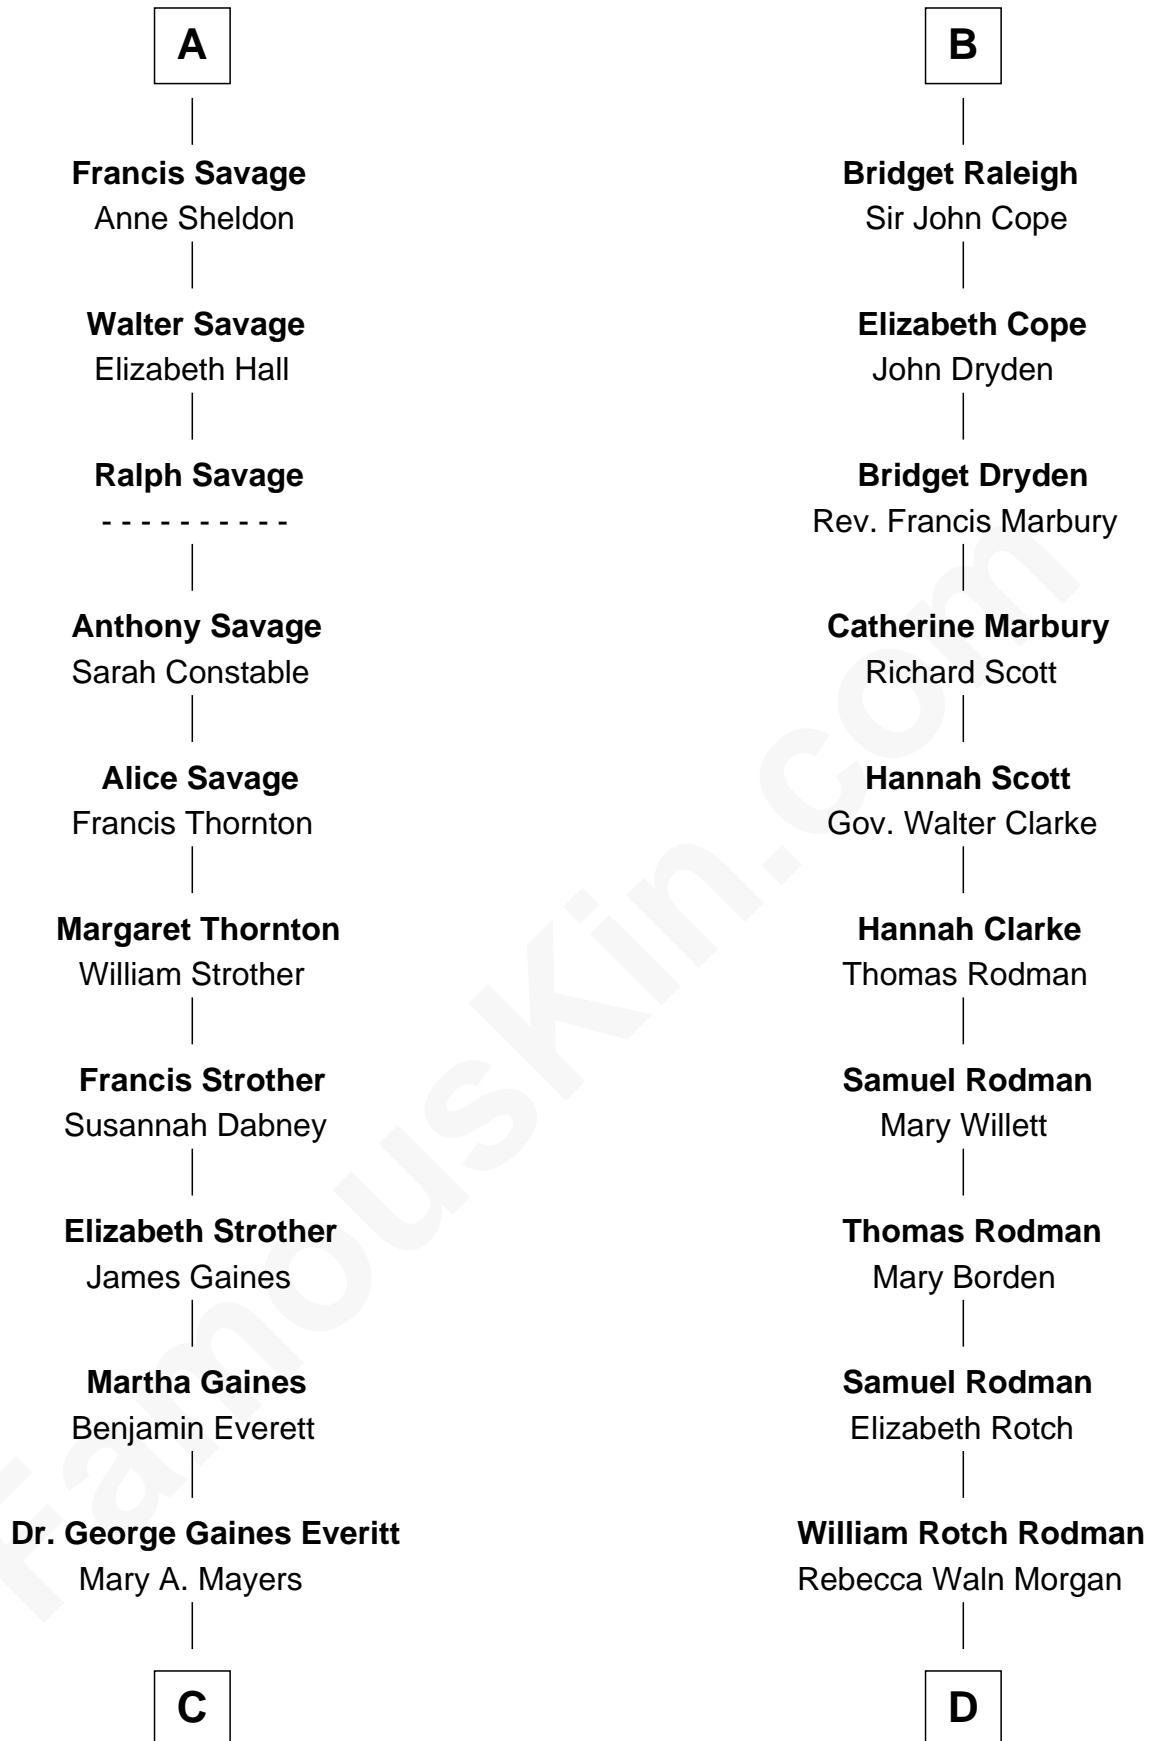 A
Francis Savage
Anne Sheldon
Walter Savage
Elizabeth Hall
Ralph Savage
- - - - - - - - - -
Anthony Savage
Sarah Constable
Alice Savage
Francis Thornton
Margaret Thornton
William Strother
Francis Strother
Susannah Dabney
Elizabeth Strother
James Gaines
Martha Gaines
Benjamin Everett
Dr. George Gaines Everitt
Mary A. Mayers
C
B
Bridget Raleigh
Sir John Cope
Elizabeth Cope
John Dryden
Bridget Dryden
Rev. Francis Marbury
Catherine Marbury
Richard Scott
Hannah Scott
Gov. Walter Clarke
Hannah Clarke
Thomas Rodman
Samuel Rodman
Mary Willett
Thomas Rodman
Mary Borden
Samuel Rodman
Elizabeth Rotch
William Rotch Rodman
Rebecca Waln Morgan
D
FamousKin.com